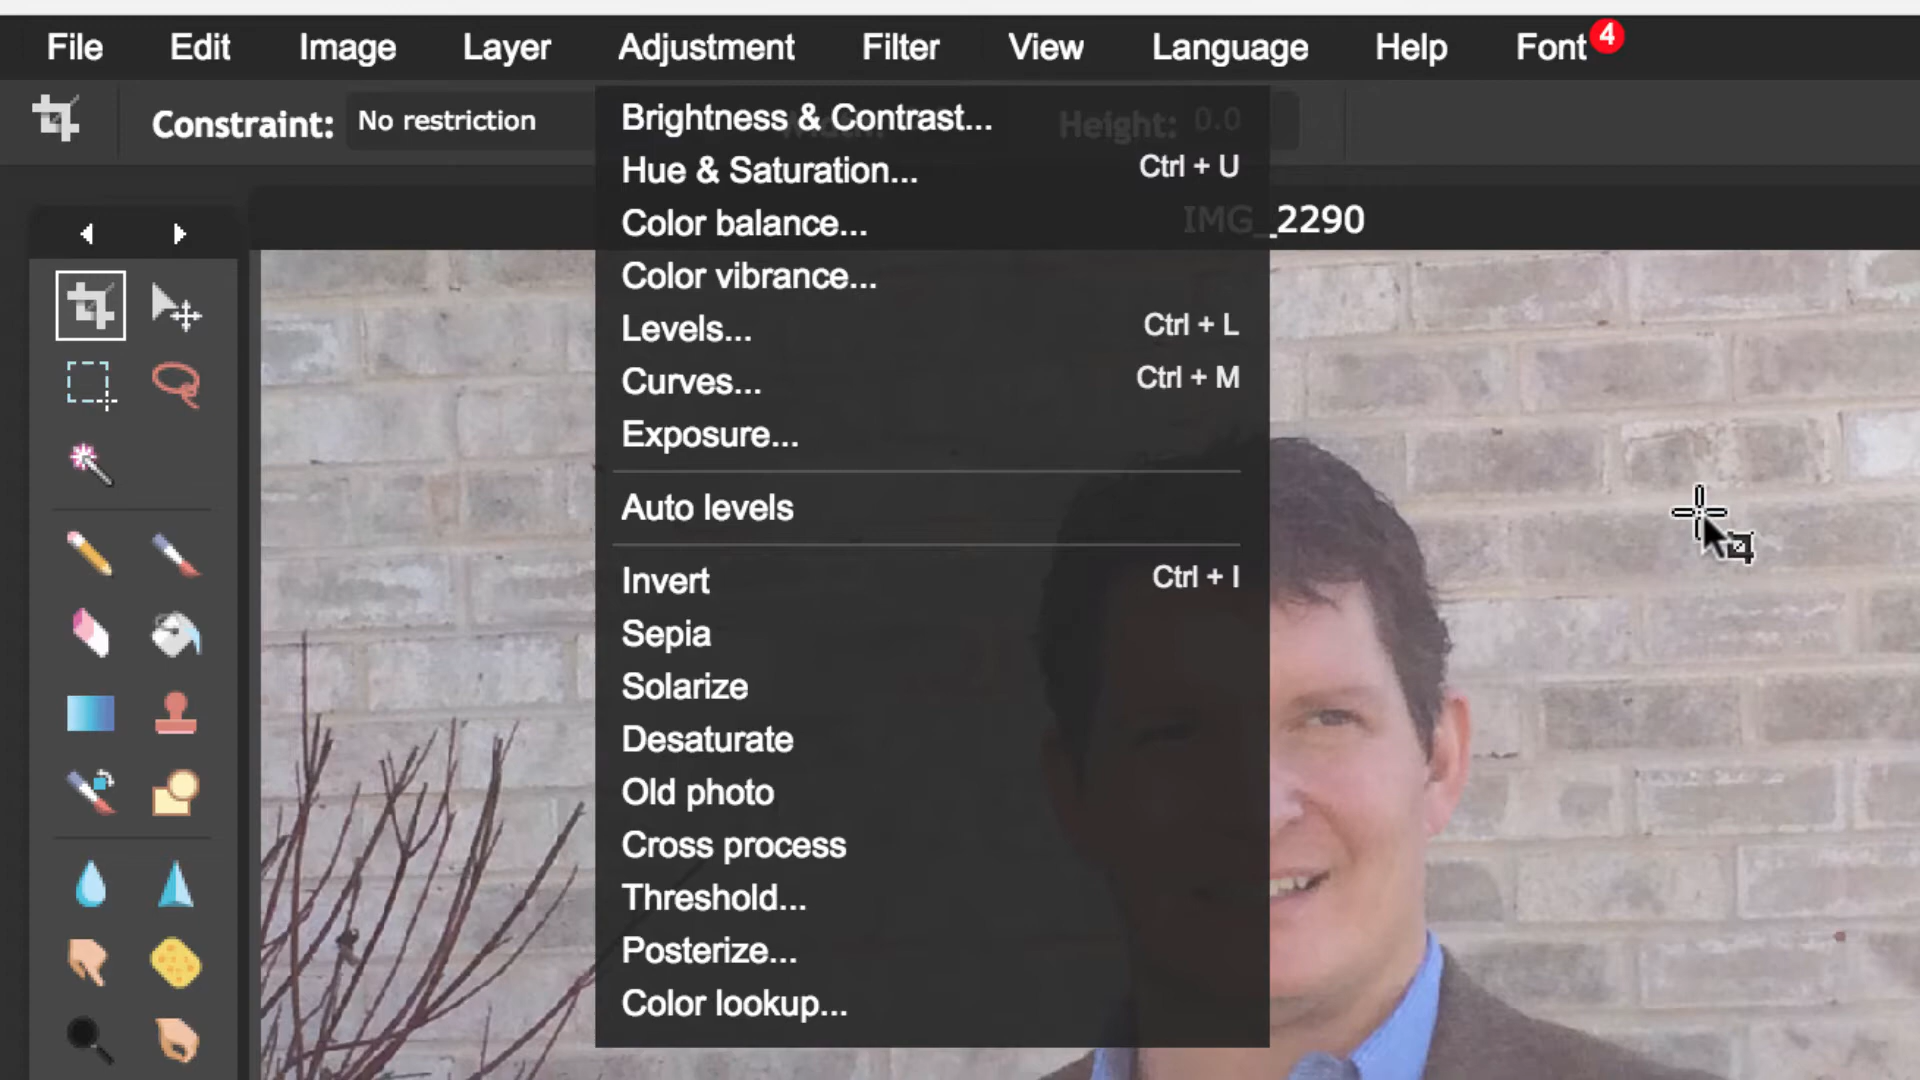 File Edit Image Layer Adjustment Filter View Language Help Font 4
Constraint: No restriction Height: 0.0
Brightness & Contrast...
Hue & Saturation... Ctrl + U
Color balance...
IMG_2290
Color vibrance...
Levels... Ctrl + L
Curves... Ctrl + M
Exposure...
Auto levels
Invert Ctrl + I
Sepia
Solarize
Desaturate
Old photo
Cross process
Threshold...
Posterize...
Color lookup...